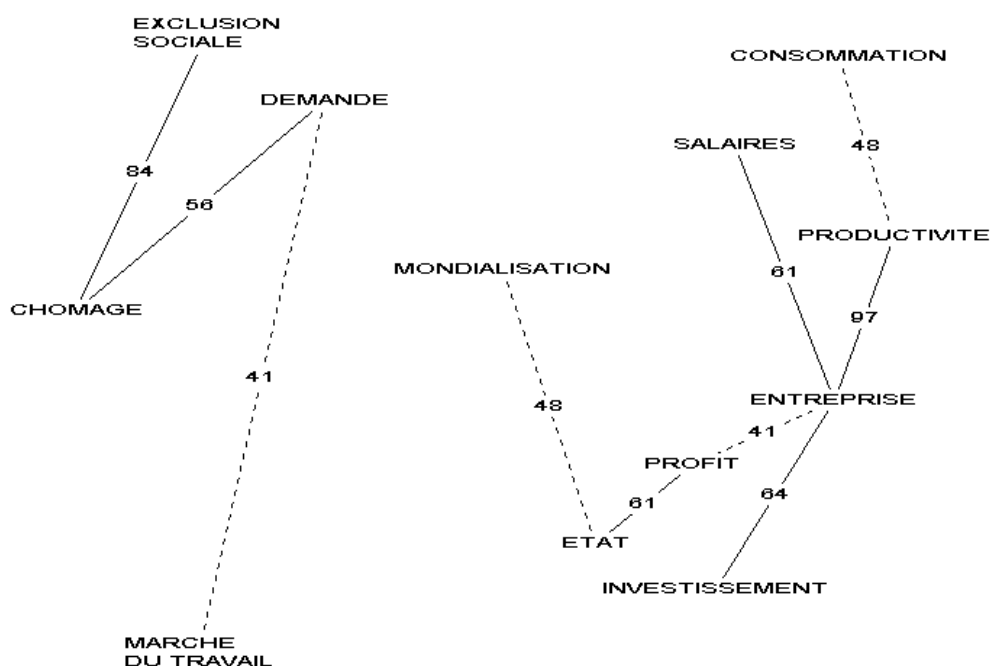 EXCLUSION
SOCIALE
CONSOMMATION
DEMANDE
SALAIRES
48
84
56
PRODUCTIVITE
MONDIALISATION
61
CHOMAGE
97
41
ENTREPRISE
48
41
PROFIT
64
61
ETAT
INVESTISSEMENT
MARCHE
DU TRAVAIL